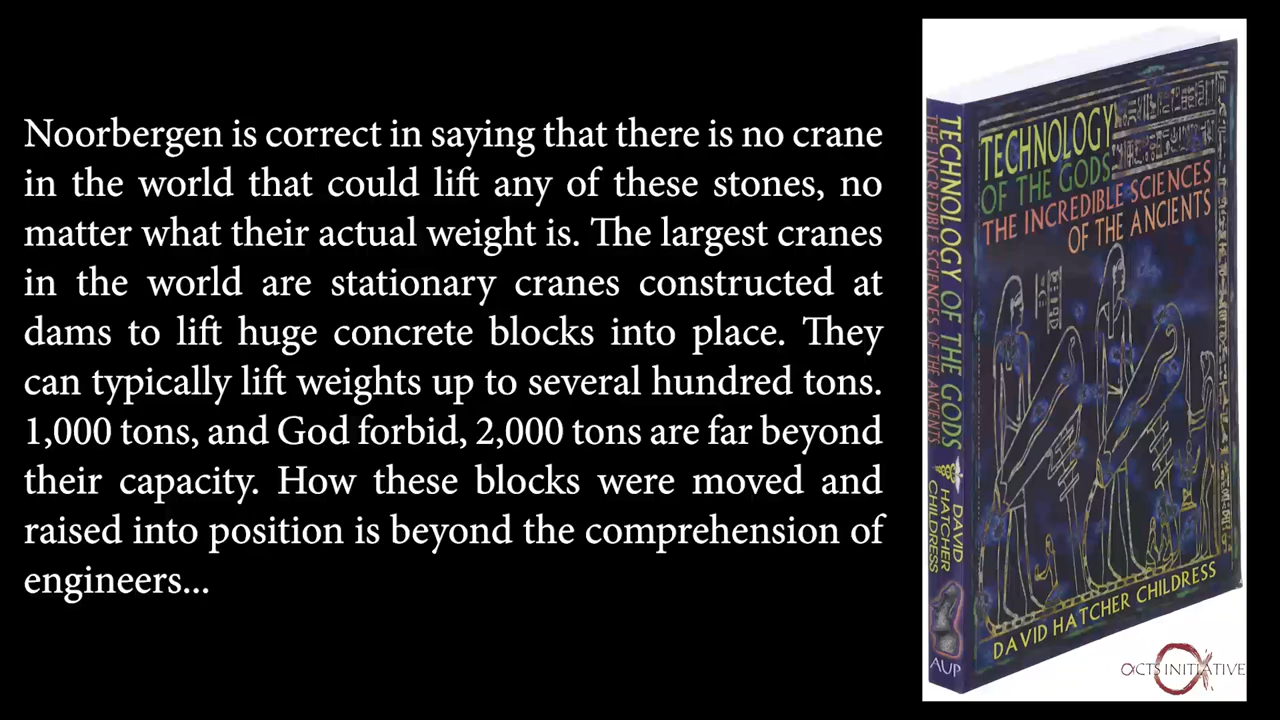 Noorbergen is correct in saying that there is no crane
in the world that could lift any of these stones, no
matter what their actual weight is. The largest cranes
in the world are stationary cranes constructed at
dams to lift huge concrete blocks into place. They
can typically lift weights up to several hundred tons.
1,000 tons, and God forbid, 2,000 tons are far beyond
their capacity. How these blocks were moved and
raised into position is beyond the comprehension of
engineers...
TECHNOLOGY OF THE GODS
THE INCREDIBLE SCIENCES OF THE ANCIENTS
DAVID
HATCHER
CHILDRESS
AUP
TECHNOLOGY
OF THE GODS
THE INCREDIBLE SCIENCES
OF THE ANCIENTS
DAVID HATCHER CHILDRESS
ACTS INITIATIVE